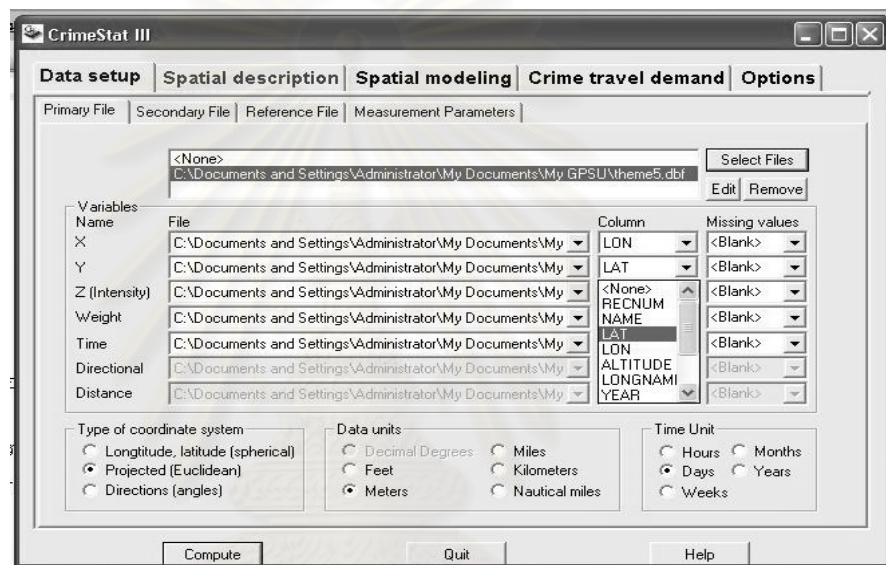 CrimeStat III
Data setup Spatial description Spatial modeling Crime travel demand Options
Primary File Secondary File Reference File Measurement Parameters
<None>
C:\Documents and Settings\Administrator\My Documents\My GPSU\theme5.dbf
Select Files
Edit Remove
Variables
Name File Column Missing values
X C:\Documents and Settings\Administrator\My Documents\My LON <Blank>
Y C:\Documents and Settings\Administrator\My Documents\My LAT <Blank>
Z (Intensity) C:\Documents and Settings\Administrator\My Documents\My <Blank>
Weight C:\Documents and Settings\Administrator\My Documents\My <Blank>
Time C:\Documents and Settings\Administrator\My Documents\My <Blank>
Directional C:\Documents and Settings\Administrator\My Documents\My <Blank>
Distance C:\Documents and Settings\Administrator\My Documents\My <Blank>
<None>
RECNUM
NAME
LAT
LON
ALTITUDE
LONGNAMI
YEAR
Type of coordinate system
Longtitude, latitude (spherical)
Projected (Euclidean)
Directions (angles)
Data units
Decimal Degrees Miles
Feet Kilometers
Meters Nautical miles
Time Unit
Hours Months
Days Years
Weeks
Compute Quit Help